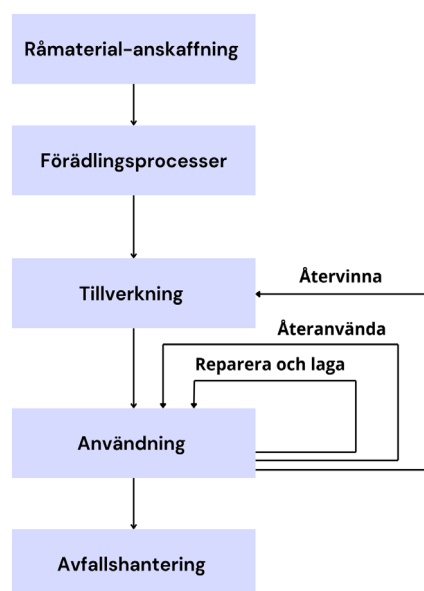 Råmaterial-anskaffning
Förädlingsprocesser
Tillverkning
Återvinna
Återanvända
Reparera och laga
Användning
Avfallshantering